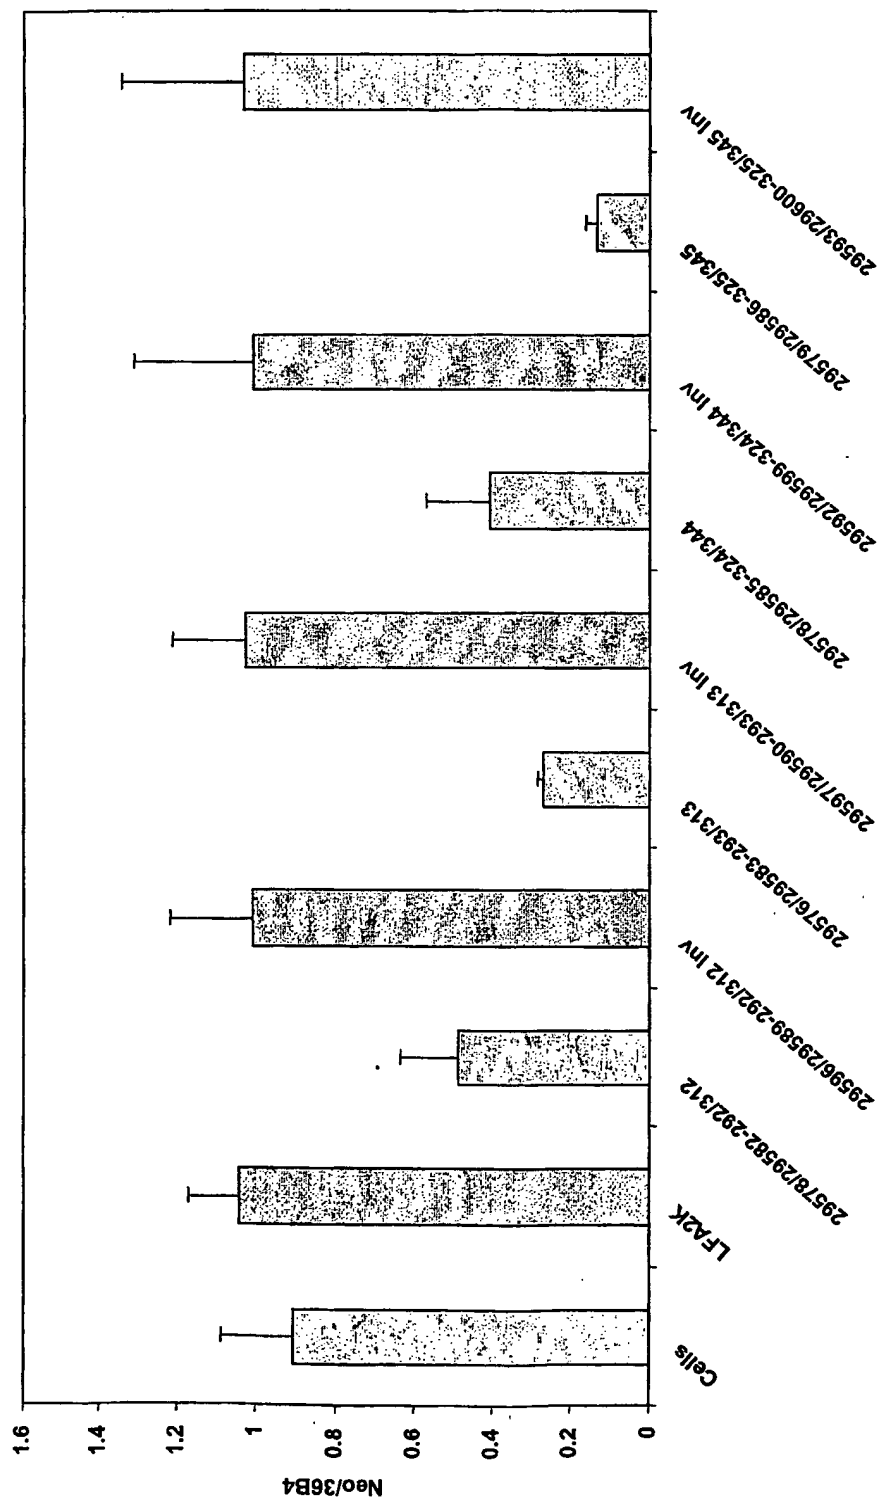 Neo/36B4
1.6
1.4
1.2
1
0.8
0.6
0.4
0.2
0
Cells
LFA2K
29578/29582-292/312
29596/29589-292/312 Inv
29576/29583-293/313
29597/29590-293/313 Inv
29578/29585-324/344
29592/29599-324/344 Inv
29579/29586-325/345
29593/29600-325/345 Inv